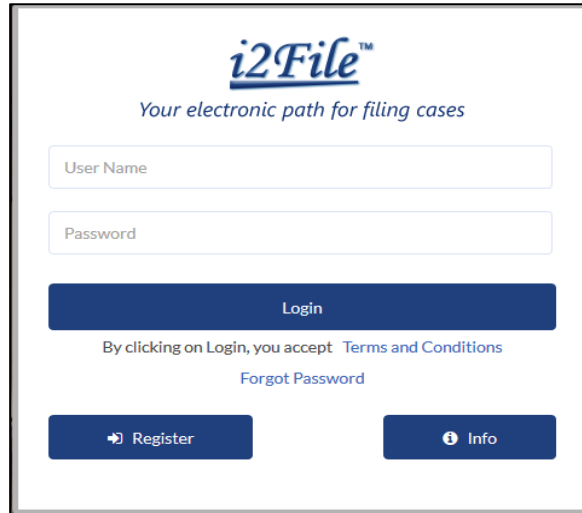 i2File™
Your electronic path for filing cases
User Name
Password
Login
By clicking on Login, you accept Terms and Conditions
Forgot Password
Register Info